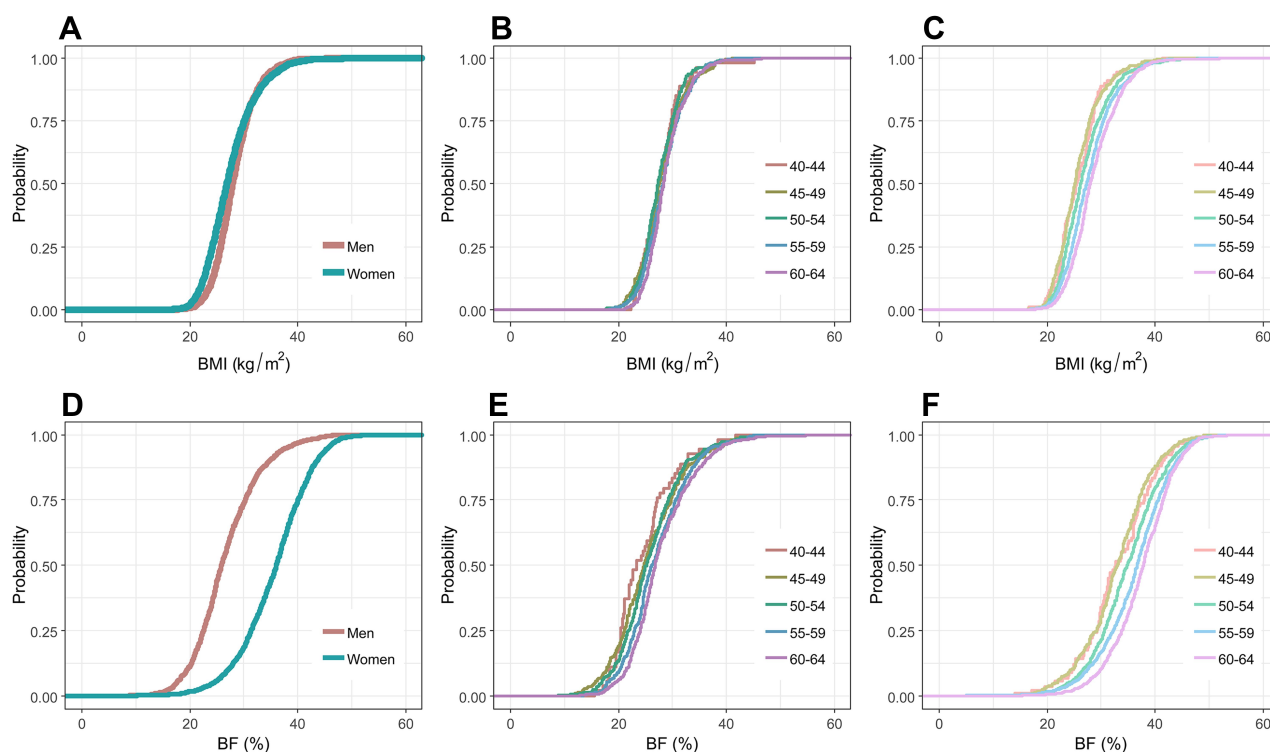 A
1.00
0.75
0.50
0.25
0.00
Probability
Men
Women
0 20 40 60
BMI (kg/m²)
B
1.00
0.75
0.50
0.25
0.00
Probability
40-44
45-49
50-54
55-59
60-64
0 20 40 60
BMI (kg/m²)
C
1.00
0.75
0.50
0.25
0.00
Probability
40-44
45-49
50-54
55-59
60-64
0 20 40 60
BMI (kg/m²)
D
1.00
0.75
0.50
0.25
0.00
Probability
Men
Women
0 20 40 60
BF (%)
E
1.00
0.75
0.50
0.25
0.00
Probability
40-44
45-49
50-54
55-59
60-64
0 20 40 60
BF (%)
F
1.00
0.75
0.50
0.25
0.00
Probability
40-44
45-49
50-54
55-59
60-64
0 20 40 60
BF (%)